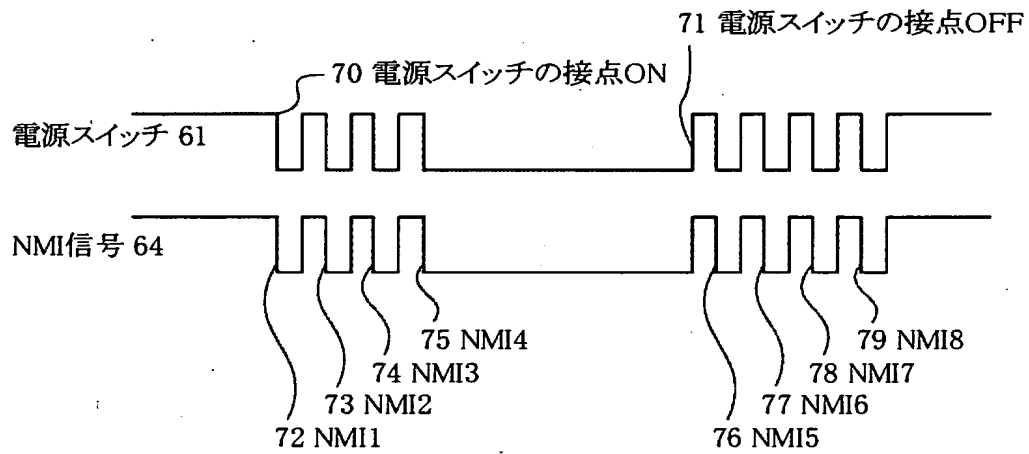 71 電源スイッチの接点OFF
70 電源スイッチの接点ON
電源スイッチ 61
NMI信号 64
75 NMI4
79 NMI8
74 NMI3
78 NMI7
73 NMI2
77 NMI6
72 NMI1
76 NMI5